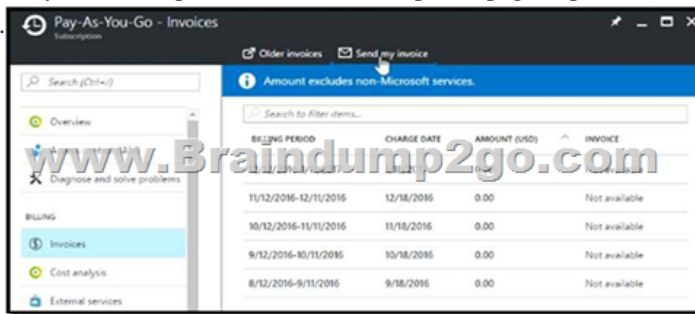 Pay-As-You-Go - Invoices
Subscription
Older invoices Send my invoice
Search (Ctrl+/)
Amount excludes non-Microsoft services.
Search to filter items...
Overview
BILLING PERIOD CHARGE DATE AMOUNT (USD) INVOICE
www.Braindump2go.com
Diagnose and solve problems
11/12/2016-12/11/2016 12/18/2016 0.00 Not available
BILLING
10/12/2016-11/11/2016 11/18/2016 0.00 Not available
Invoices
9/12/2016-10/11/2016 10/18/2016 0.00 Not available
Cost analysis
8/12/2016-9/11/2016 9/18/2016 0.00 Not available
External services